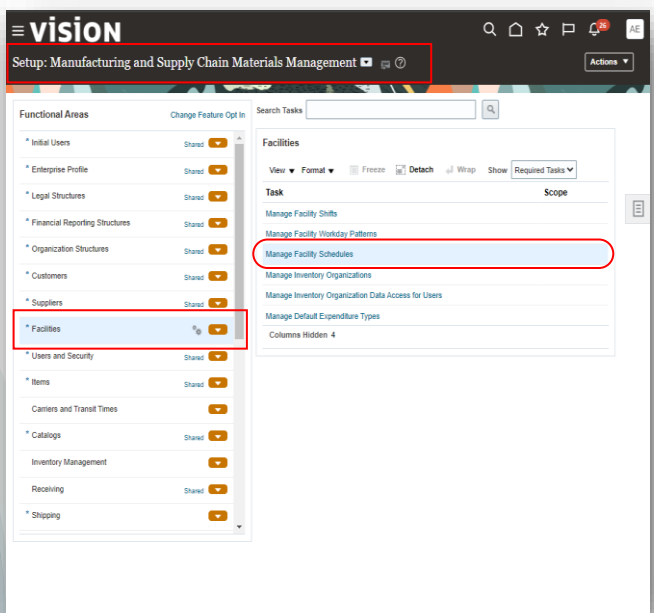 vision
26
AE
Setup: Manufacturing and Supply Chain Materials Management
Actions
Functional Areas
Change Feature Opt In
* Initial Users Shared
* Enterprise Profile Shared
* Legal Structures Shared
* Financial Reporting Structures Shared
* Organization Structures Shared
* Customers Shared
* Suppliers Shared
* Facilities
* Users and Security Shared
* Items Shared
Carriers and Transit Times
* Catalogs Shared
Inventory Management
Receiving Shared
* Shipping
Search Tasks
Facilities
View Format Freeze Detach Wrap Show Required Tasks
Task Scope
Manage Facility Shifts
Manage Facility Workday Patterns
Manage Facility Schedules
Manage Inventory Organizations
Manage Inventory Organization Data Access for Users
Manage Default Expenditure Types
Columns Hidden 4